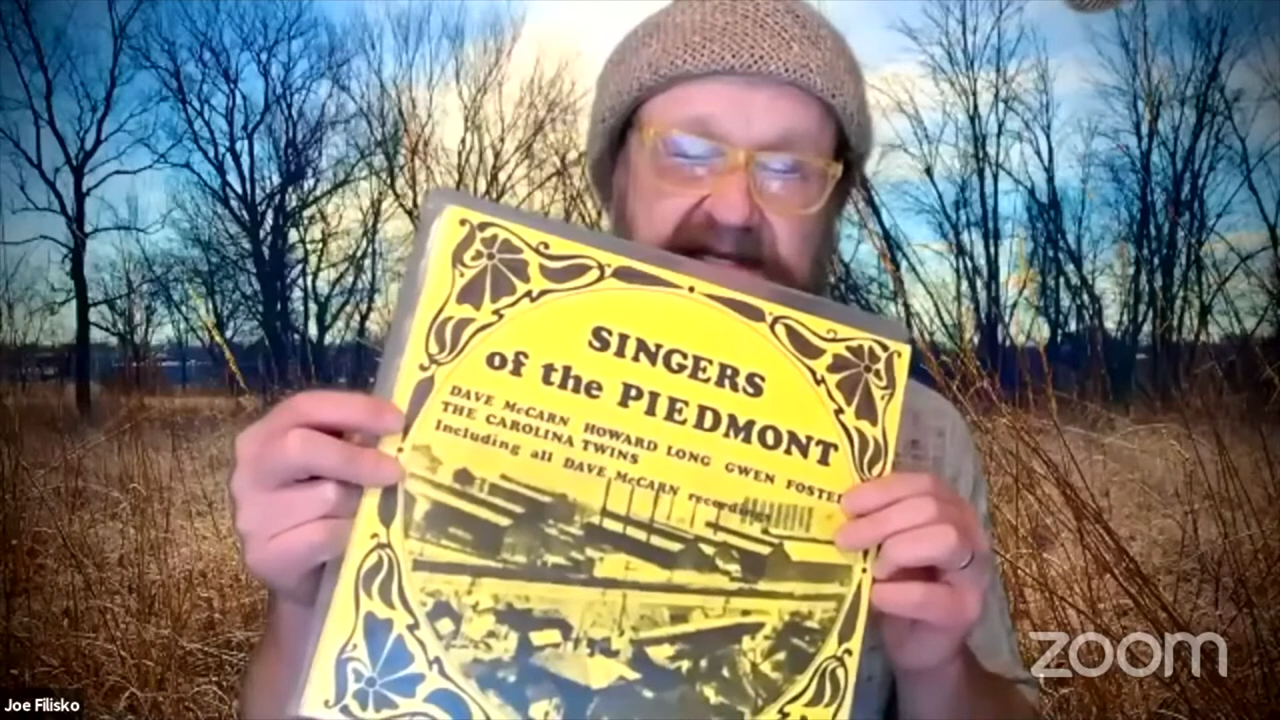 SINGERS
of the PIEDMONT
DAVE McCARN HOWARD LONG GWEN FOSTER
THE CAROLINA TWINS
Including all DAVE McCARN recordings
zoom
Joe Filisko